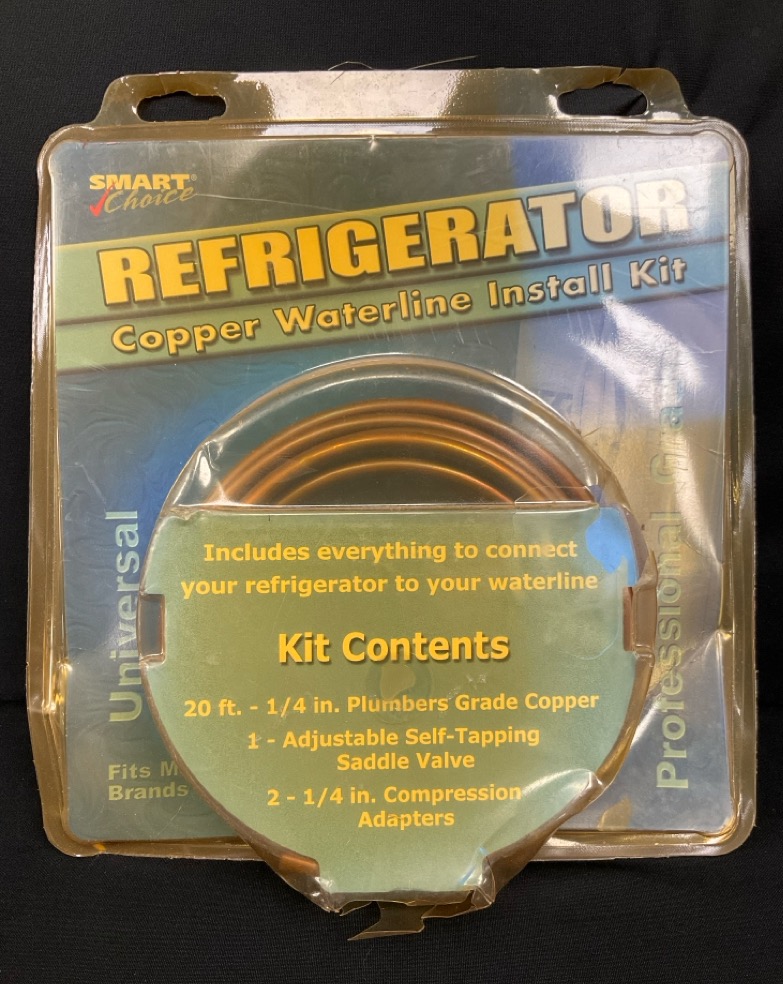 SMART®
Choice
REFRIGERATOR
Copper Waterline Install Kit
Universal
Fits M
Brands
Professional Grade
Includes everything to connect
your refrigerator to your waterline
Kit Contents
20 ft. - 1/4 in. Plumbers Grade Copper
1 - Adjustable Self-Tapping
Saddle Valve
2 - 1/4 in. Compression
Adapters